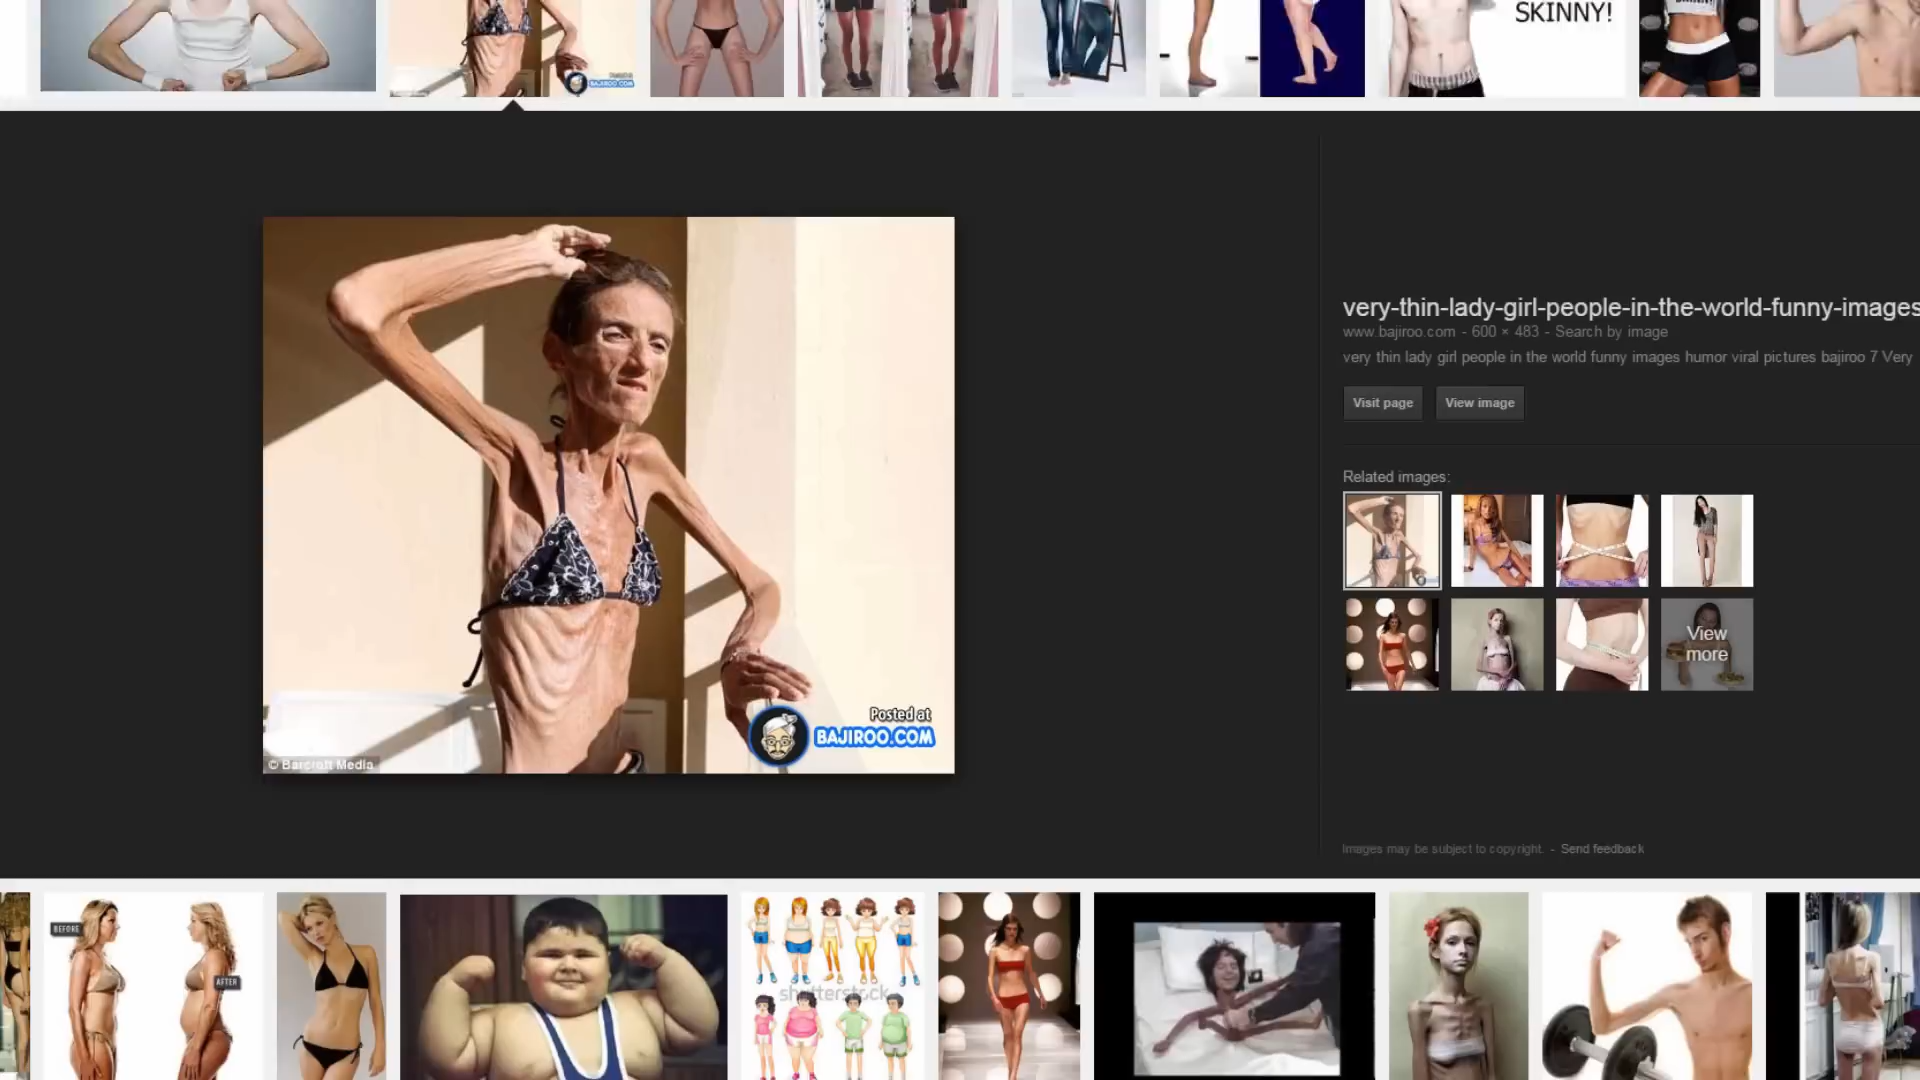 SKINNY!
BAJIROO.COM
very-thin-lady-girl-people-in-the-world-funny-images
www.bajiroo.com - 600 × 483 - Search by image
very thin lady girl people in the world funny images humor viral pictures bajiroo 7 Very
Visit page
View image
Related images:
View
more
Posted at
BAJIROO.COM
© Barcroft Media
Images may be subject to copyright. - Send feedback
BEFORE
AFTER
shutterstock